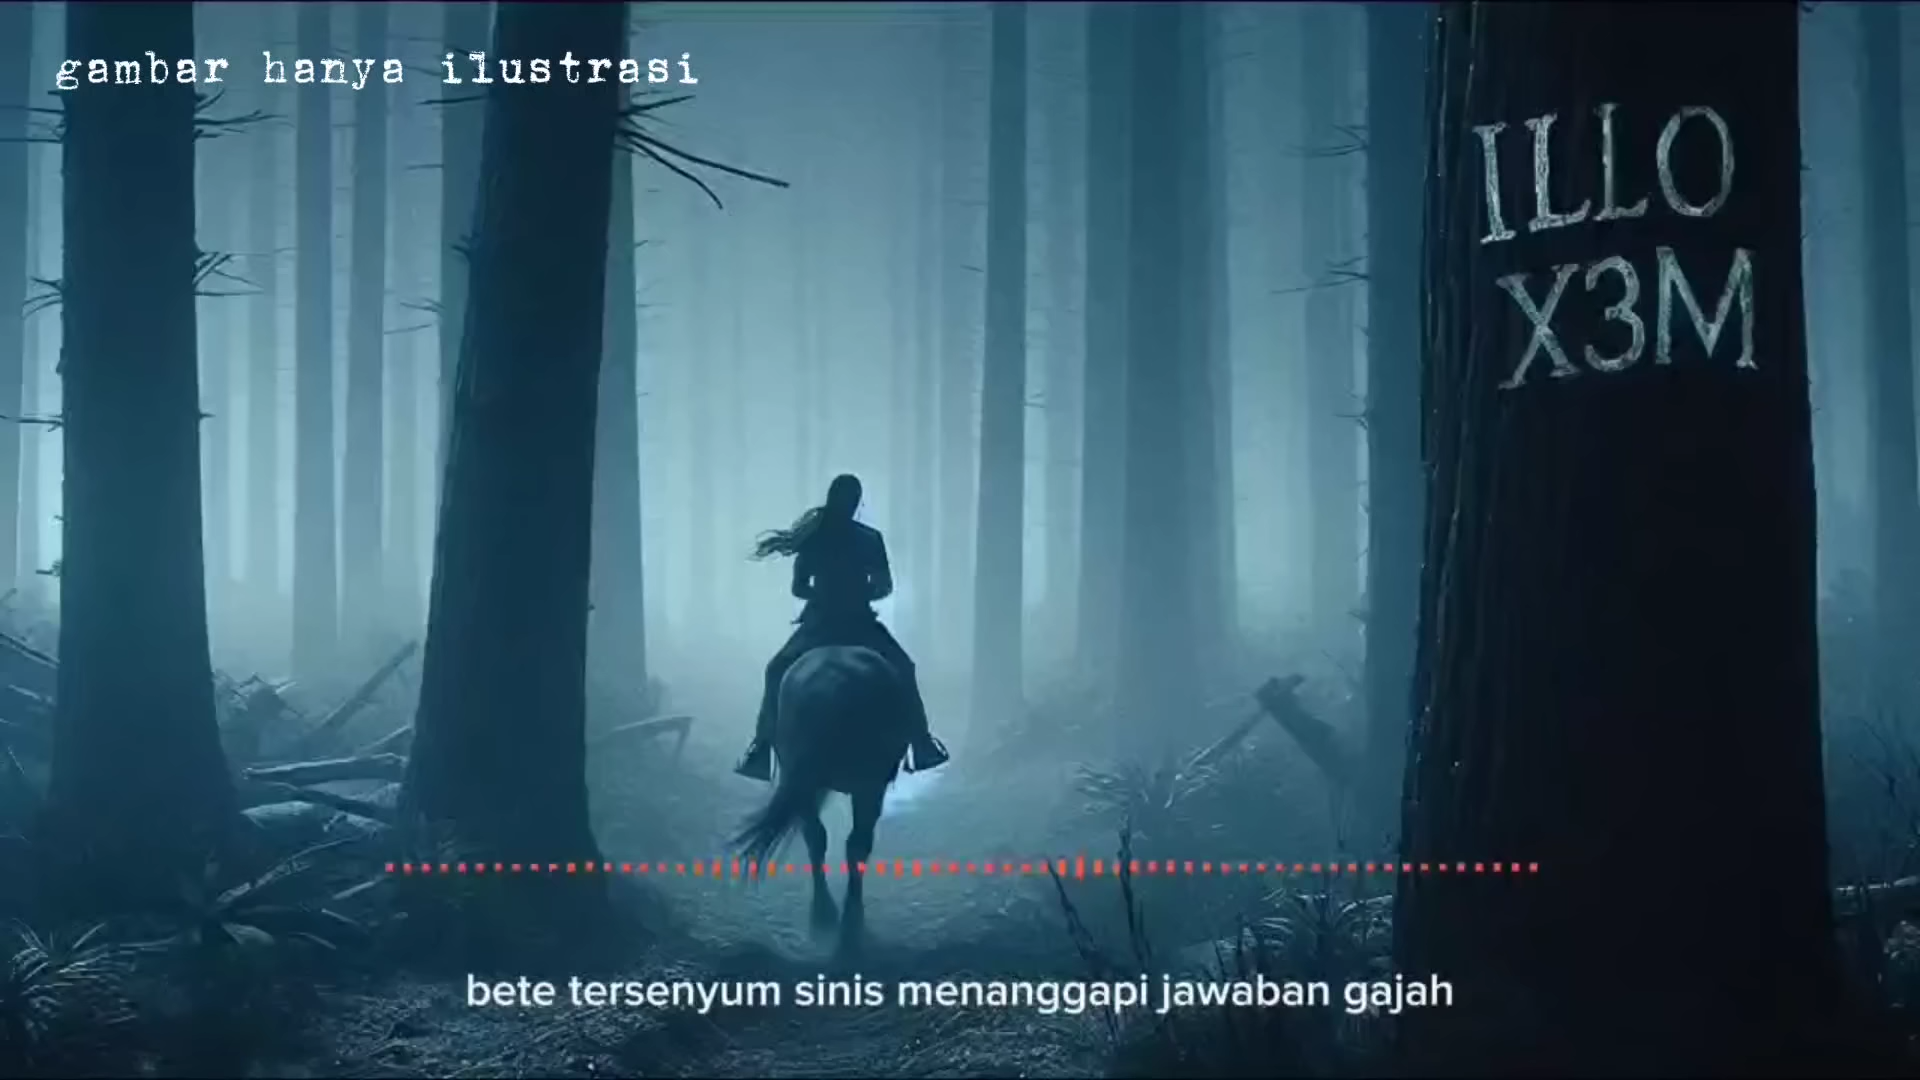 gambar hanya ilustrasi
ILLO
X3M
bete tersenyum sinis menanggapi jawaban gajah